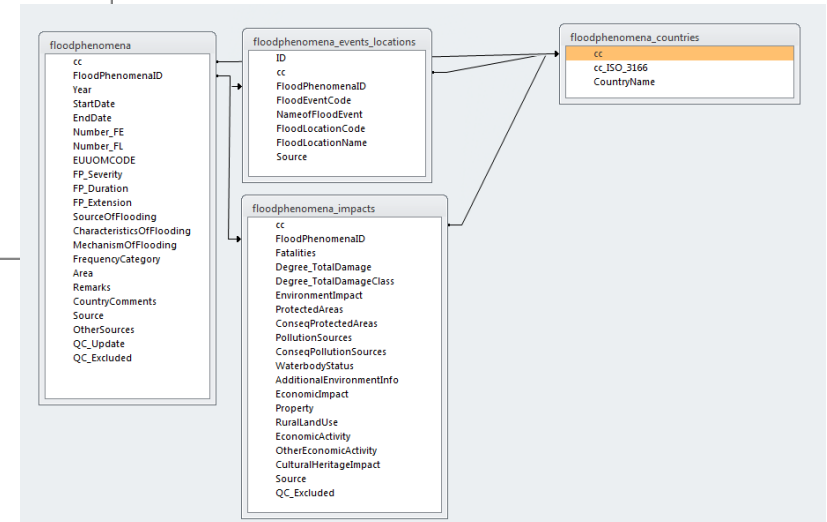 floodphenomena
cc
FloodPhenomenaID
Year
StartDate
EndDate
Number_FE
Number_FL
EUUOMCODE
FP_Severity
FP_Duration
FP_Extension
SourceOfFlooding
CharacteristicsOfFlooding
MechanismOfFlooding
FrequencyCategory
Area
Remarks
CountryComments
Source
OtherSources
QC_Update
QC_Excluded
floodphenomena_events_locations
ID
cc
FloodPhenomenaID
FloodEventCode
NameofFloodEvent
FloodLocationCode
FloodLocationName
Source
floodphenomena_impacts
cc
FloodPhenomenaID
Fatalities
Degree_TotalDamage
Degree_TotalDamageClass
EnvironmentImpact
ProtectedAreas
ConseqProtectedAreas
PollutionSources
ConseqPollutionSources
WaterbodyStatus
AdditionalEnvironmentInfo
EconomicImpact
Property
RuralLandUse
EconomicActivity
OtherEconomicActivity
CulturalHeritageImpact
Source
QC_Excluded
floodphenomena_countries
cc
cc_ISO_3166
CountryName